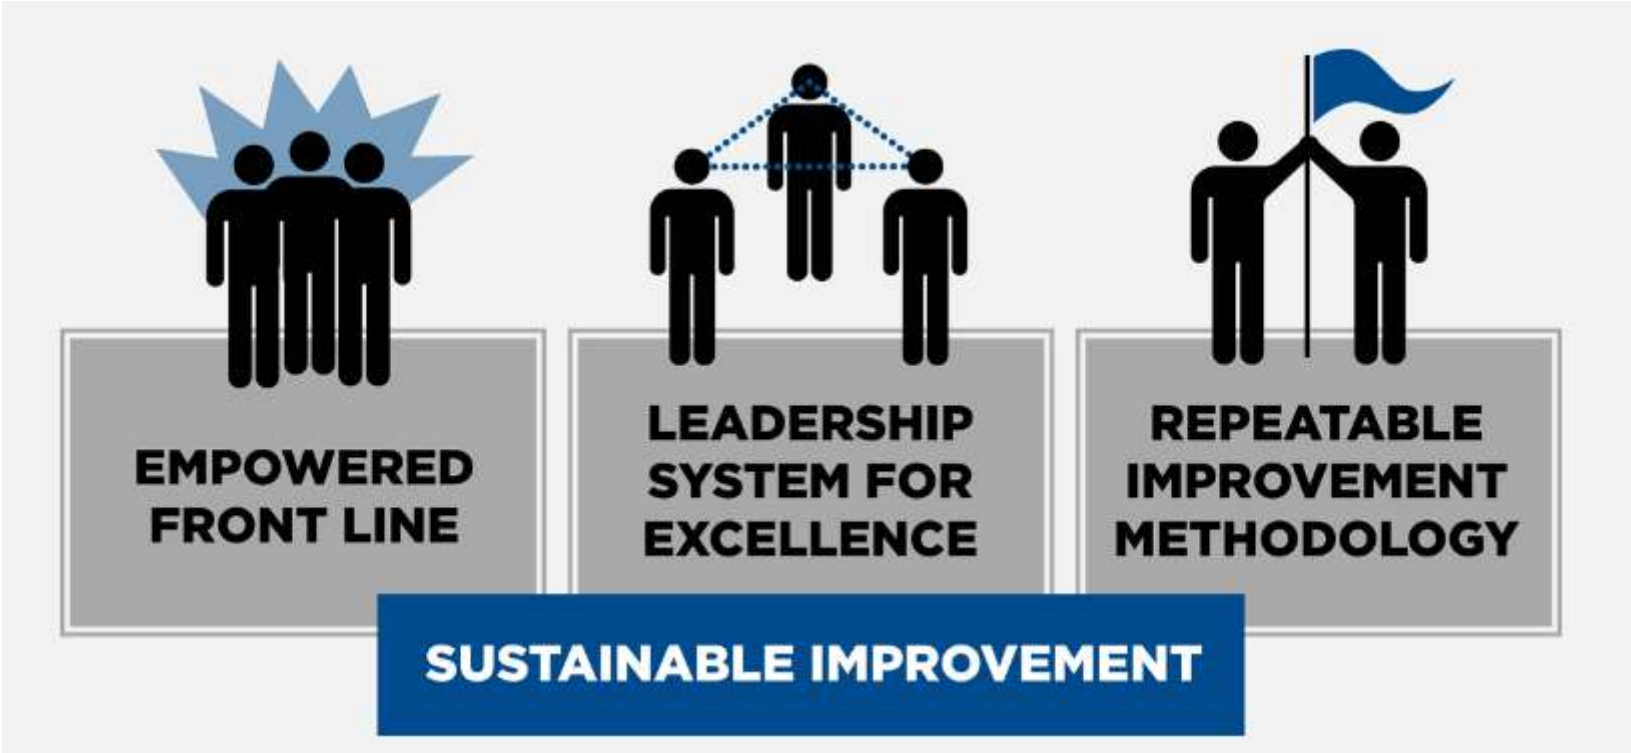 EMPOWERED
FRONT LINE
LEADERSHIP
SYSTEM FOR
EXCELLENCE
REPEATABLE
IMPROVEMENT
METHODOLOGY
SUSTAINABLE IMPROVEMENT